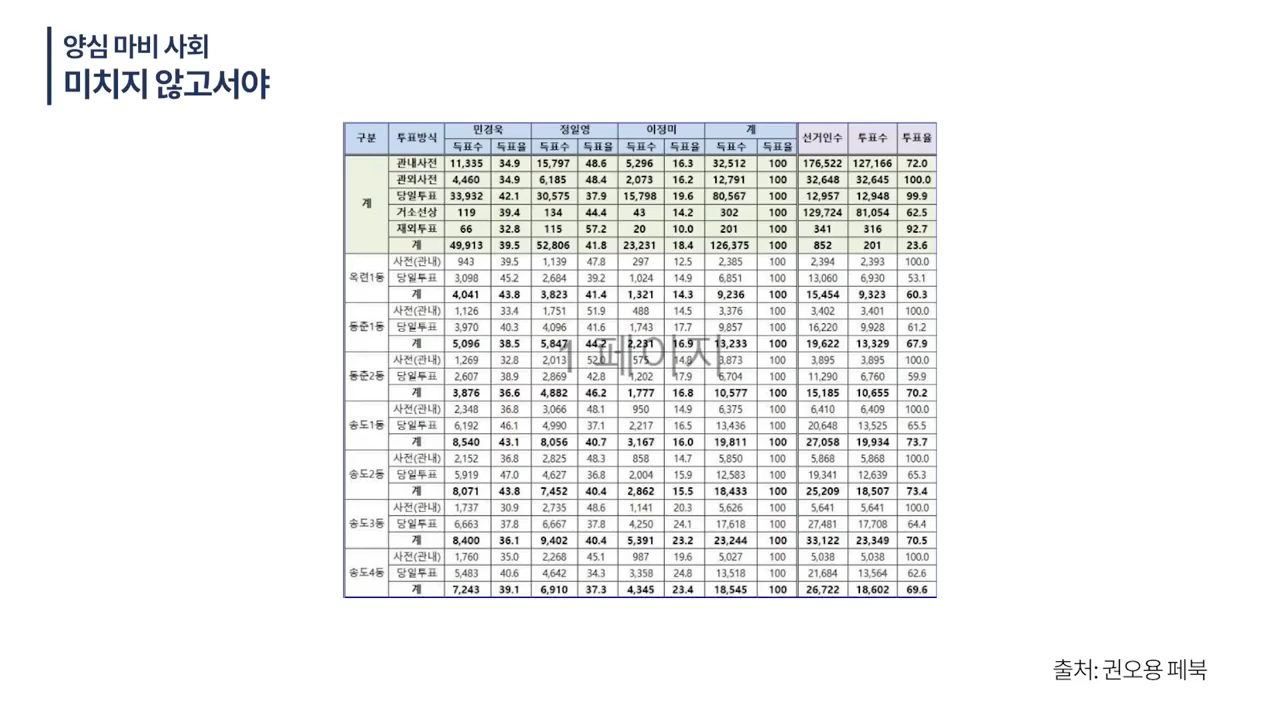 양심 마비 사회
미치지 않고서야
구분 투표방식 민경욱 정일영 이정미 계 선거인수 투표수 투표율
득표수 득표율 득표수 득표율 득표수 득표율 득표수 득표율
계 관내사전 11,335 34.9 15,797 48.6 5,296 16.3 32,512 100 176,522 127,166 72.0
관외사전 4,460 34.9 6,185 48.4 2,073 16.2 12,791 100 32,648 32,645 100.0
당일투표 33,932 42.1 30,575 37.9 15,798 19.6 80,567 100 12,957 12,948 99.9
거소선상 119 39.4 134 44.4 43 14.2 302 100 129,724 81,054 62.5
재외투표 66 32.8 115 57.2 20 10.0 201 100 341 316 92.7
계 49,913 39.5 52,806 41.8 23,231 18.4 126,375 100 852 201 23.6
옥련1동 사전(관내) 943 39.5 1,139 47.8 297 12.5 2,385 100 2,394 2,393 100.0
당일투표 3,098 45.2 2,684 39.2 1,024 14.9 6,851 100 13,060 6,930 53.1
계 4,041 43.8 3,823 41.4 1,321 14.3 9,236 100 15,454 9,323 60.3
동춘1동 사전(관내) 1,126 33.4 1,751 51.9 488 14.5 3,376 100 3,402 3,401 100.0
당일투표 3,970 40.3 4,096 41.6 1,743 17.7 9,857 100 16,220 9,928 61.2
계 5,096 38.5 5,847 44.2 2,231 16.9 13,233 100 19,622 13,329 67.9
1 페이지
동춘2동 사전(관내) 1,269 32.8 2,013 52.0 575 14.8 3,873 100 3,895 3,895 100.0
당일투표 2,607 38.9 2,869 42.8 1,202 17.9 6,704 100 11,290 6,760 59.9
계 3,876 36.6 4,882 46.2 1,777 16.8 10,577 100 15,185 10,655 70.2
송도1동 사전(관내) 2,348 36.8 3,066 48.1 950 14.9 6,375 100 6,410 6,409 100.0
당일투표 6,192 46.1 4,990 37.1 2,217 16.5 13,436 100 20,648 13,525 65.5
계 8,540 43.1 8,056 40.7 3,167 16.0 19,811 100 27,058 19,934 73.7
송도2동 사전(관내) 2,152 36.8 2,825 48.3 858 14.7 5,850 100 5,868 5,868 100.0
당일투표 5,919 47.0 4,627 36.8 2,004 15.9 12,583 100 19,341 12,639 65.3
계 8,071 43.8 7,452 40.4 2,862 15.5 18,433 100 25,209 18,507 73.4
송도3동 사전(관내) 1,737 30.9 2,735 48.6 1,141 20.3 5,626 100 5,641 5,641 100.0
당일투표 6,663 37.8 6,667 37.8 4,250 24.1 17,618 100 27,481 17,708 64.4
계 8,400 36.1 9,402 40.4 5,391 23.2 23,244 100 33,122 23,349 70.5
송도4동 사전(관내) 1,760 35.0 2,268 45.1 987 19.6 5,027 100 5,038 5,038 100.0
당일투표 5,483 40.6 4,642 34.3 3,358 24.8 13,518 100 21,684 13,564 62.6
계 7,243 39.1 6,910 37.3 4,345 23.4 18,545 100 26,722 18,602 69.6
출처: 권오용 페북